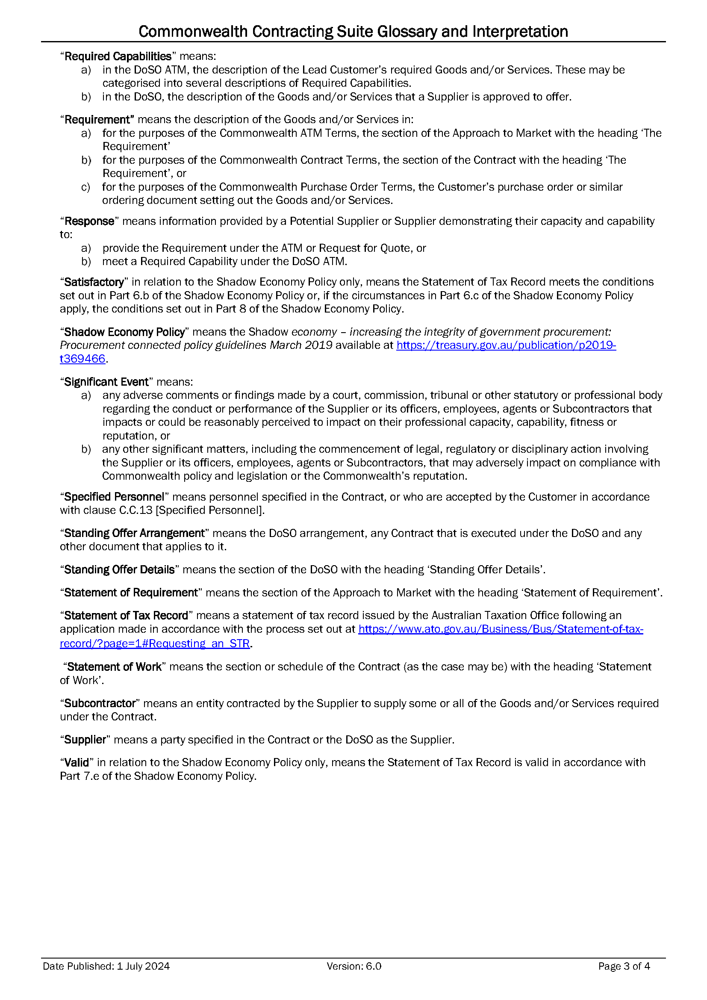 Commonwealth Contracting Suite Glossary and Interpretation
“Required Capabilities” means:
a) in the DoSO ATM, the description of the Lead Customer’s required Goods and/or Services. These may be
categorised into several descriptions of Required Capabilities.
b) in the DoSO, the description of the Goods and/or Services that a Supplier is approved to offer.
“Requirement” means the description of the Goods and/or Services in:
a) for the purposes of the Commonwealth ATM Terms, the section of the Approach to Market with the heading ‘The
Requirement’
b) for the purposes of the Commonwealth Contract Terms, the section of the Contract with the heading ‘The
Requirement’, or
c) for the purposes of the Commonwealth Purchase Order Terms, the Customer’s purchase order or similar
ordering document setting out the Goods and/or Services.
“Response” means information provided by a Potential Supplier or Supplier demonstrating their capacity and capability
to:
a) provide the Requirement under the ATM or Request for Quote, or
b) meet a Required Capability under the DoSO ATM.
“Satisfactory” in relation to the Shadow Economy Policy only, means the Statement of Tax Record meets the conditions
set out in Part 6.b of the Shadow Economy Policy or, if the circumstances in Part 6.c of the Shadow Economy Policy
apply, the conditions set out in Part 8 of the Shadow Economy Policy.
“Shadow Economy Policy” means the Shadow economy – increasing the integrity of government procurement:
Procurement connected policy guidelines March 2019 available at https://treasury.gov.au/publication/p2019-
t369466.
“Significant Event” means:
a) any adverse comments or findings made by a court, commission, tribunal or other statutory or professional body
regarding the conduct or performance of the Supplier or its officers, employees, agents or Subcontractors that
impacts or could be reasonably perceived to impact on their professional capacity, capability, fitness or
reputation, or
b) any other significant matters, including the commencement of legal, regulatory or disciplinary action involving
the Supplier or its officers, employees, agents or Subcontractors, that may adversely impact on compliance with
Commonwealth policy and legislation or the Commonwealth’s reputation.
“Specified Personnel” means personnel specified in the Contract, or who are accepted by the Customer in accordance
with clause C.C.13 [Specified Personnel].
“Standing Offer Arrangement” means the DoSO arrangement, any Contract that is executed under the DoSO and any
other document that applies to it.
“Standing Offer Details” means the section of the DoSO with the heading ‘Standing Offer Details’.
“Statement of Requirement” means the section of the Approach to Market with the heading ‘Statement of Requirement’.
“Statement of Tax Record” means a statement of tax record issued by the Australian Taxation Office following an
application made in accordance with the process set out at https://www.ato.gov.au/Business/Bus/Statement-of-tax-
record/?page=1#Requesting_an_STR.
“Statement of Work” means the section or schedule of the Contract (as the case may be) with the heading ‘Statement
of Work’.
“Subcontractor” means an entity contracted by the Supplier to supply some or all of the Goods and/or Services required
under the Contract.
“Supplier” means a party specified in the Contract or the DoSO as the Supplier.
“Valid” in relation to the Shadow Economy Policy only, means the Statement of Tax Record is valid in accordance with
Part 7.e of the Shadow Economy Policy.
Date Published: 1 July 2024 Version: 6.0 Page 3 of 4